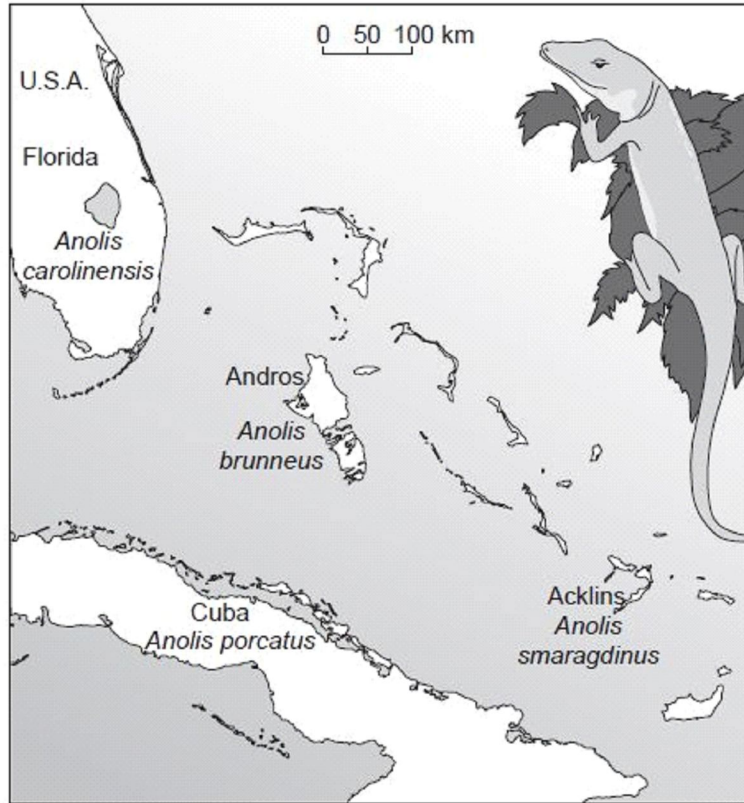 0 50 100 km
U.S.A.
Florida
Anolis
carolinensis
Andros
Anolis
brunneus
Cuba
Anolis porcatus
Acklins
Anolis
smaragdinus